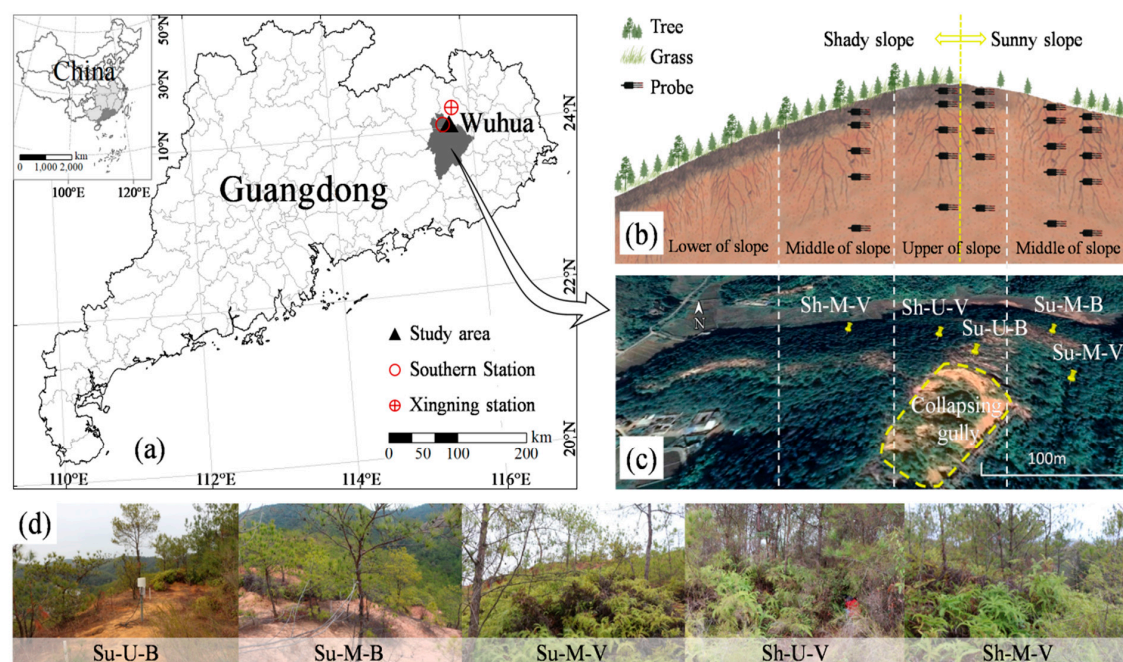 50°N
40°N
30°N
20°N
10°N
China
km
0 1,000 2,000
100°E 120°E
24°N
22°N
20°N
Wuhua
Guangdong
Study area
Southern Station
Xingning station
km
0 50 100 200
(a)
110°E 112°E 114°E 116°E
Tree
Grass
Probe
Shady slope Sunny slope
(b)
Lower of slope Middle of slope Upper of slope Middle of slope
N
Sh-M-V Sh-U-V Su-M-B
Su-U-B
Su-M-V
Collapsing
gully
(c)
100m
(d)
Su-U-B Su-M-B Su-M-V Sh-U-V Sh-M-V